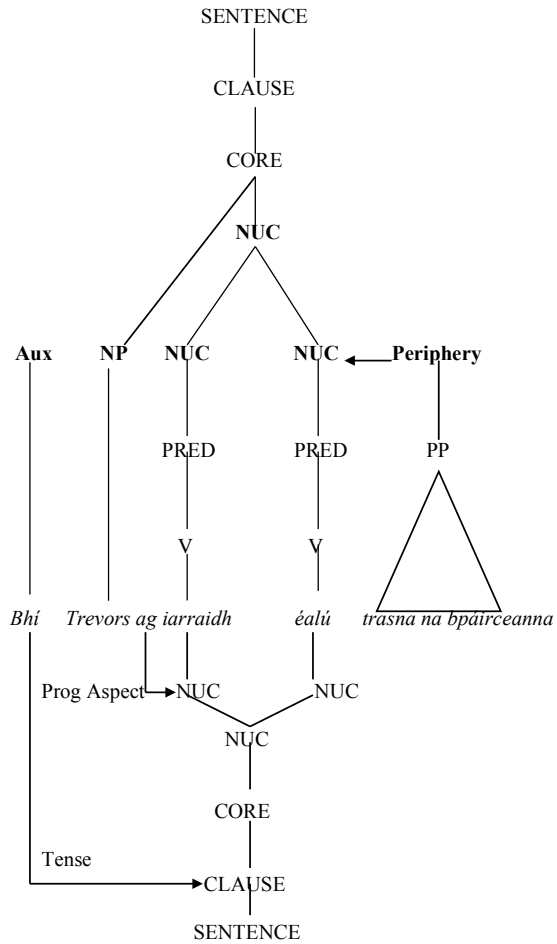 SENTENCE
CLAUSE
CORE
NUC
Aux NP NUC NUC Periphery
PRED PRED PP
V V
Bhí Trevors ag iarraidh éalú trasna na bpáirceanna
Prog Aspect NUC NUC
NUC
CORE
Tense
CLAUSE
SENTENCE